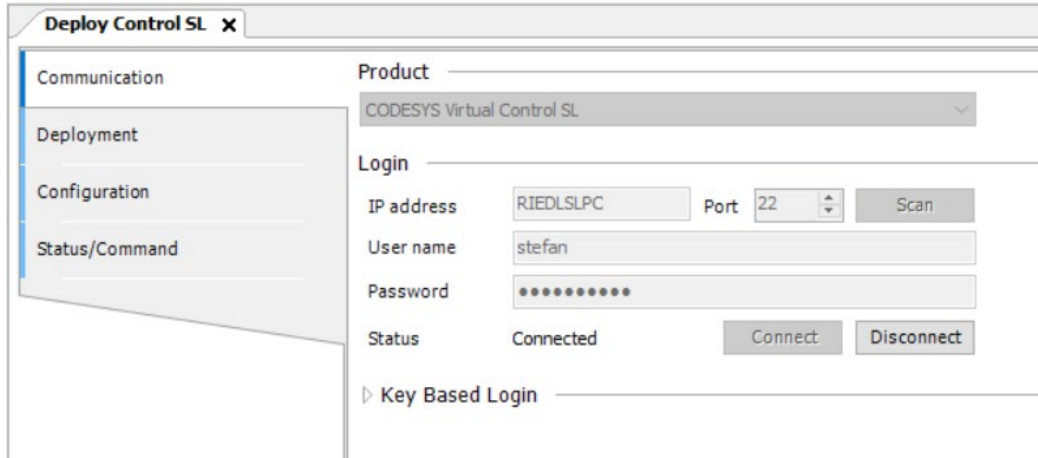 Deploy Control SL
Communication
Deployment
Configuration
Status/Command
Product
CODESYS Virtual Control SL
Login
IP address RIEDLSLPC Port 22 Scan
User name stefan
Password ••••••••••
Status Connected Connect Disconnect
Key Based Login